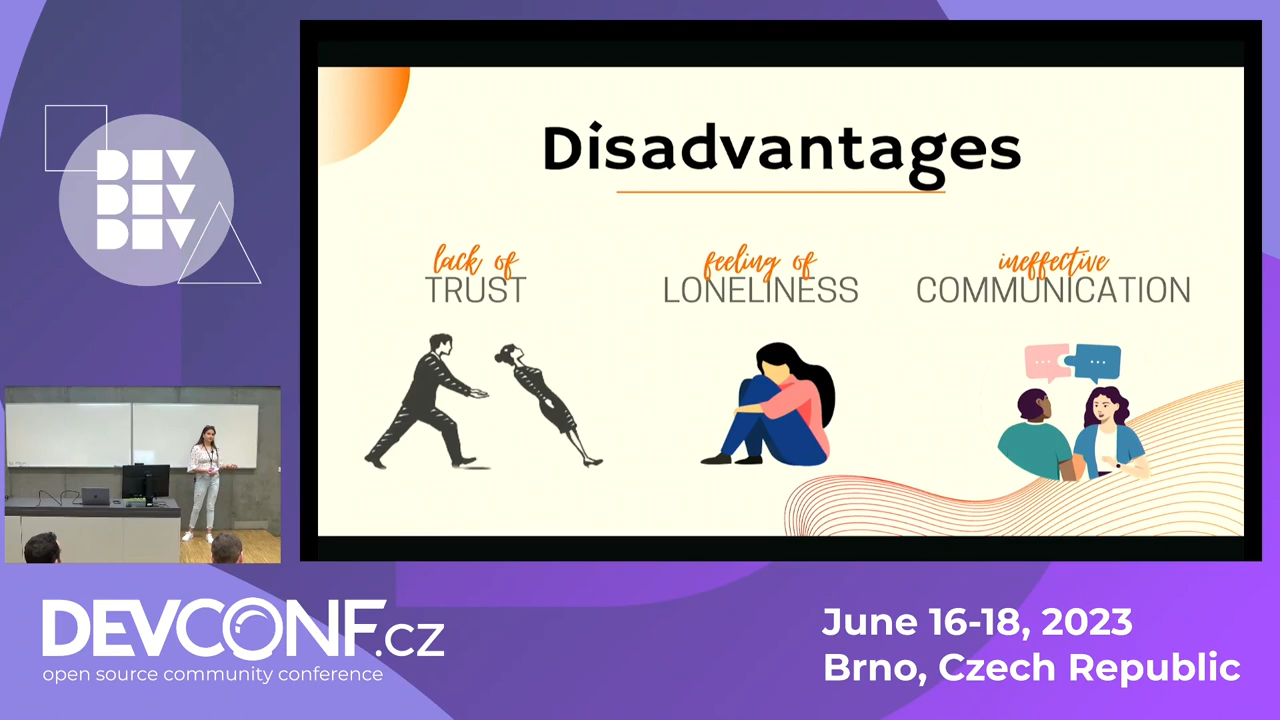 DEV
DEV
DEV
Disadvantages
lack of
TRUST
feeling of
LONELINESS
ineffective
COMMUNICATION
DEVCONF.CZ
open source community conference
June 16-18, 2023
Brno, Czech Republic